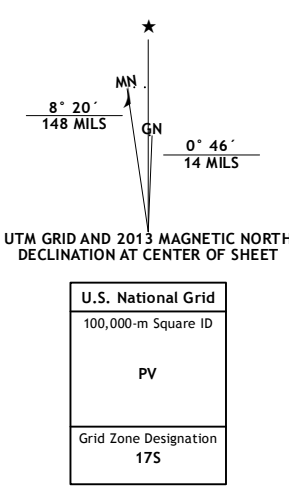 ★
MN
8° 20´
148 MILS
GN
0° 46´
14 MILS
UTM GRID AND 2013 MAGNETIC NORTH
DECLINATION AT CENTER OF SHEET
U.S. National Grid
100,000-m Square ID
PV
Grid Zone Designation
17S